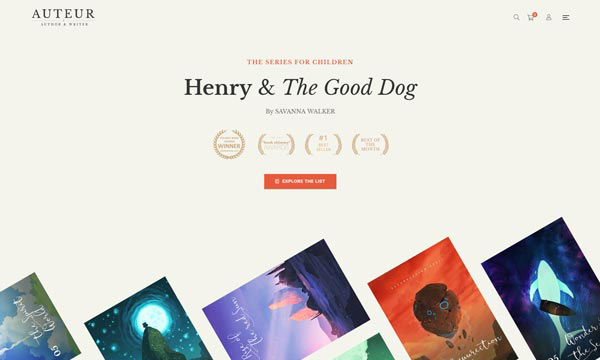 AUTEUR
AUTHOR & WRITER
0
THE SERIES FOR CHILDREN
Henry & The Good Dog
By SAVANNA WALKER
WINNER
#1
BEST
SELLER
BEST OF
THE
MONTH
EXPLORE THE LIST